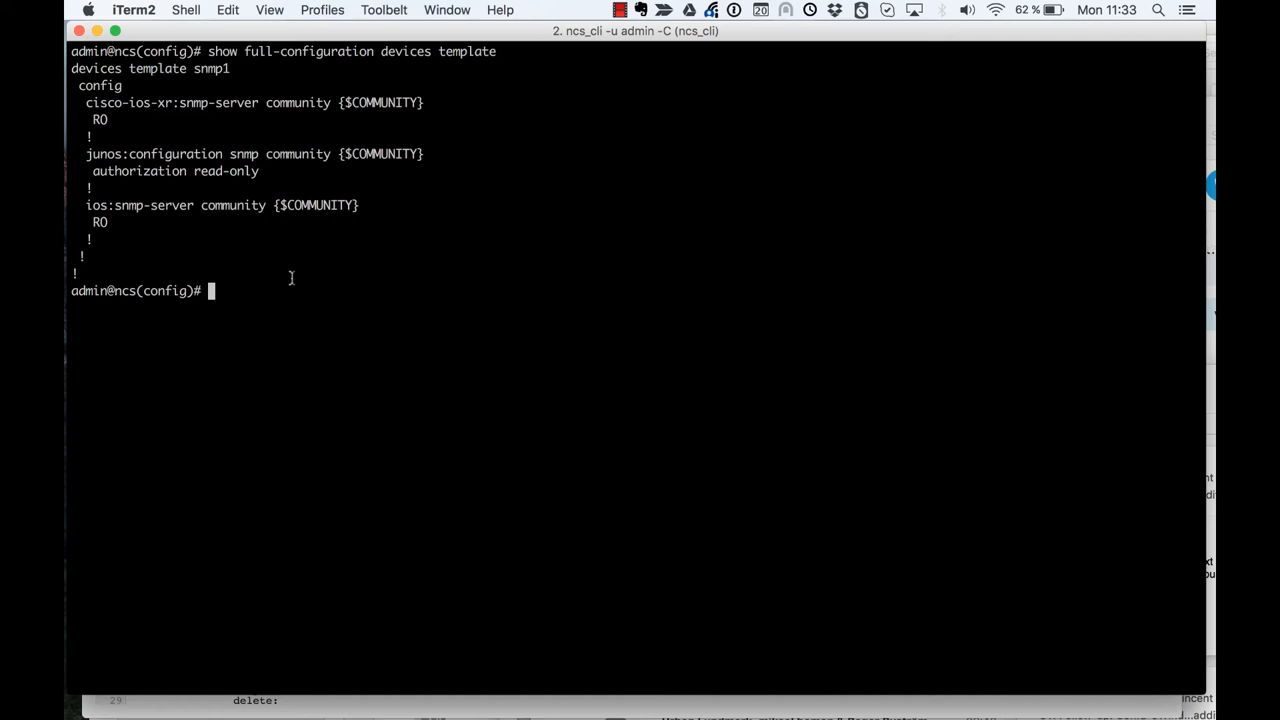 iTerm2 Shell Edit View Profiles Toolbelt Window Help 20 62 % Mon 11:33
2. ncs_cli -u admin -C (ncs_cli)
admin@ncs(config)# show full-configuration devices template
devices template snmp1
config
cisco-ios-xr:snmp-server community {$COMMUNITY}
RO
!
junos:configuration snmp community {$COMMUNITY}
authorization read-only
!
ios:snmp-server community {$COMMUNITY}
RO
!
!
!
admin@ncs(config)#
29 delete: